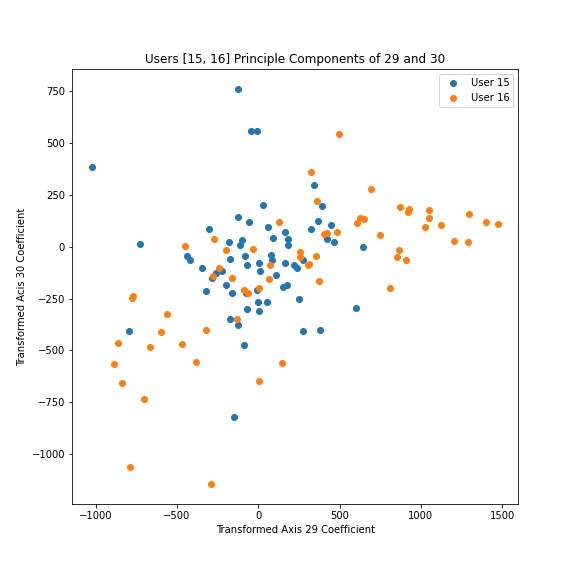 Users [15, 16] Principle Components of 29 and 30
User 15
User 16
750
500
250
0
−250
−500
−750
−1000
Transformed Acis 30 Coefficient
−1000
−500
0
500
1000
1500
Transformed Axis 29 Coefficient